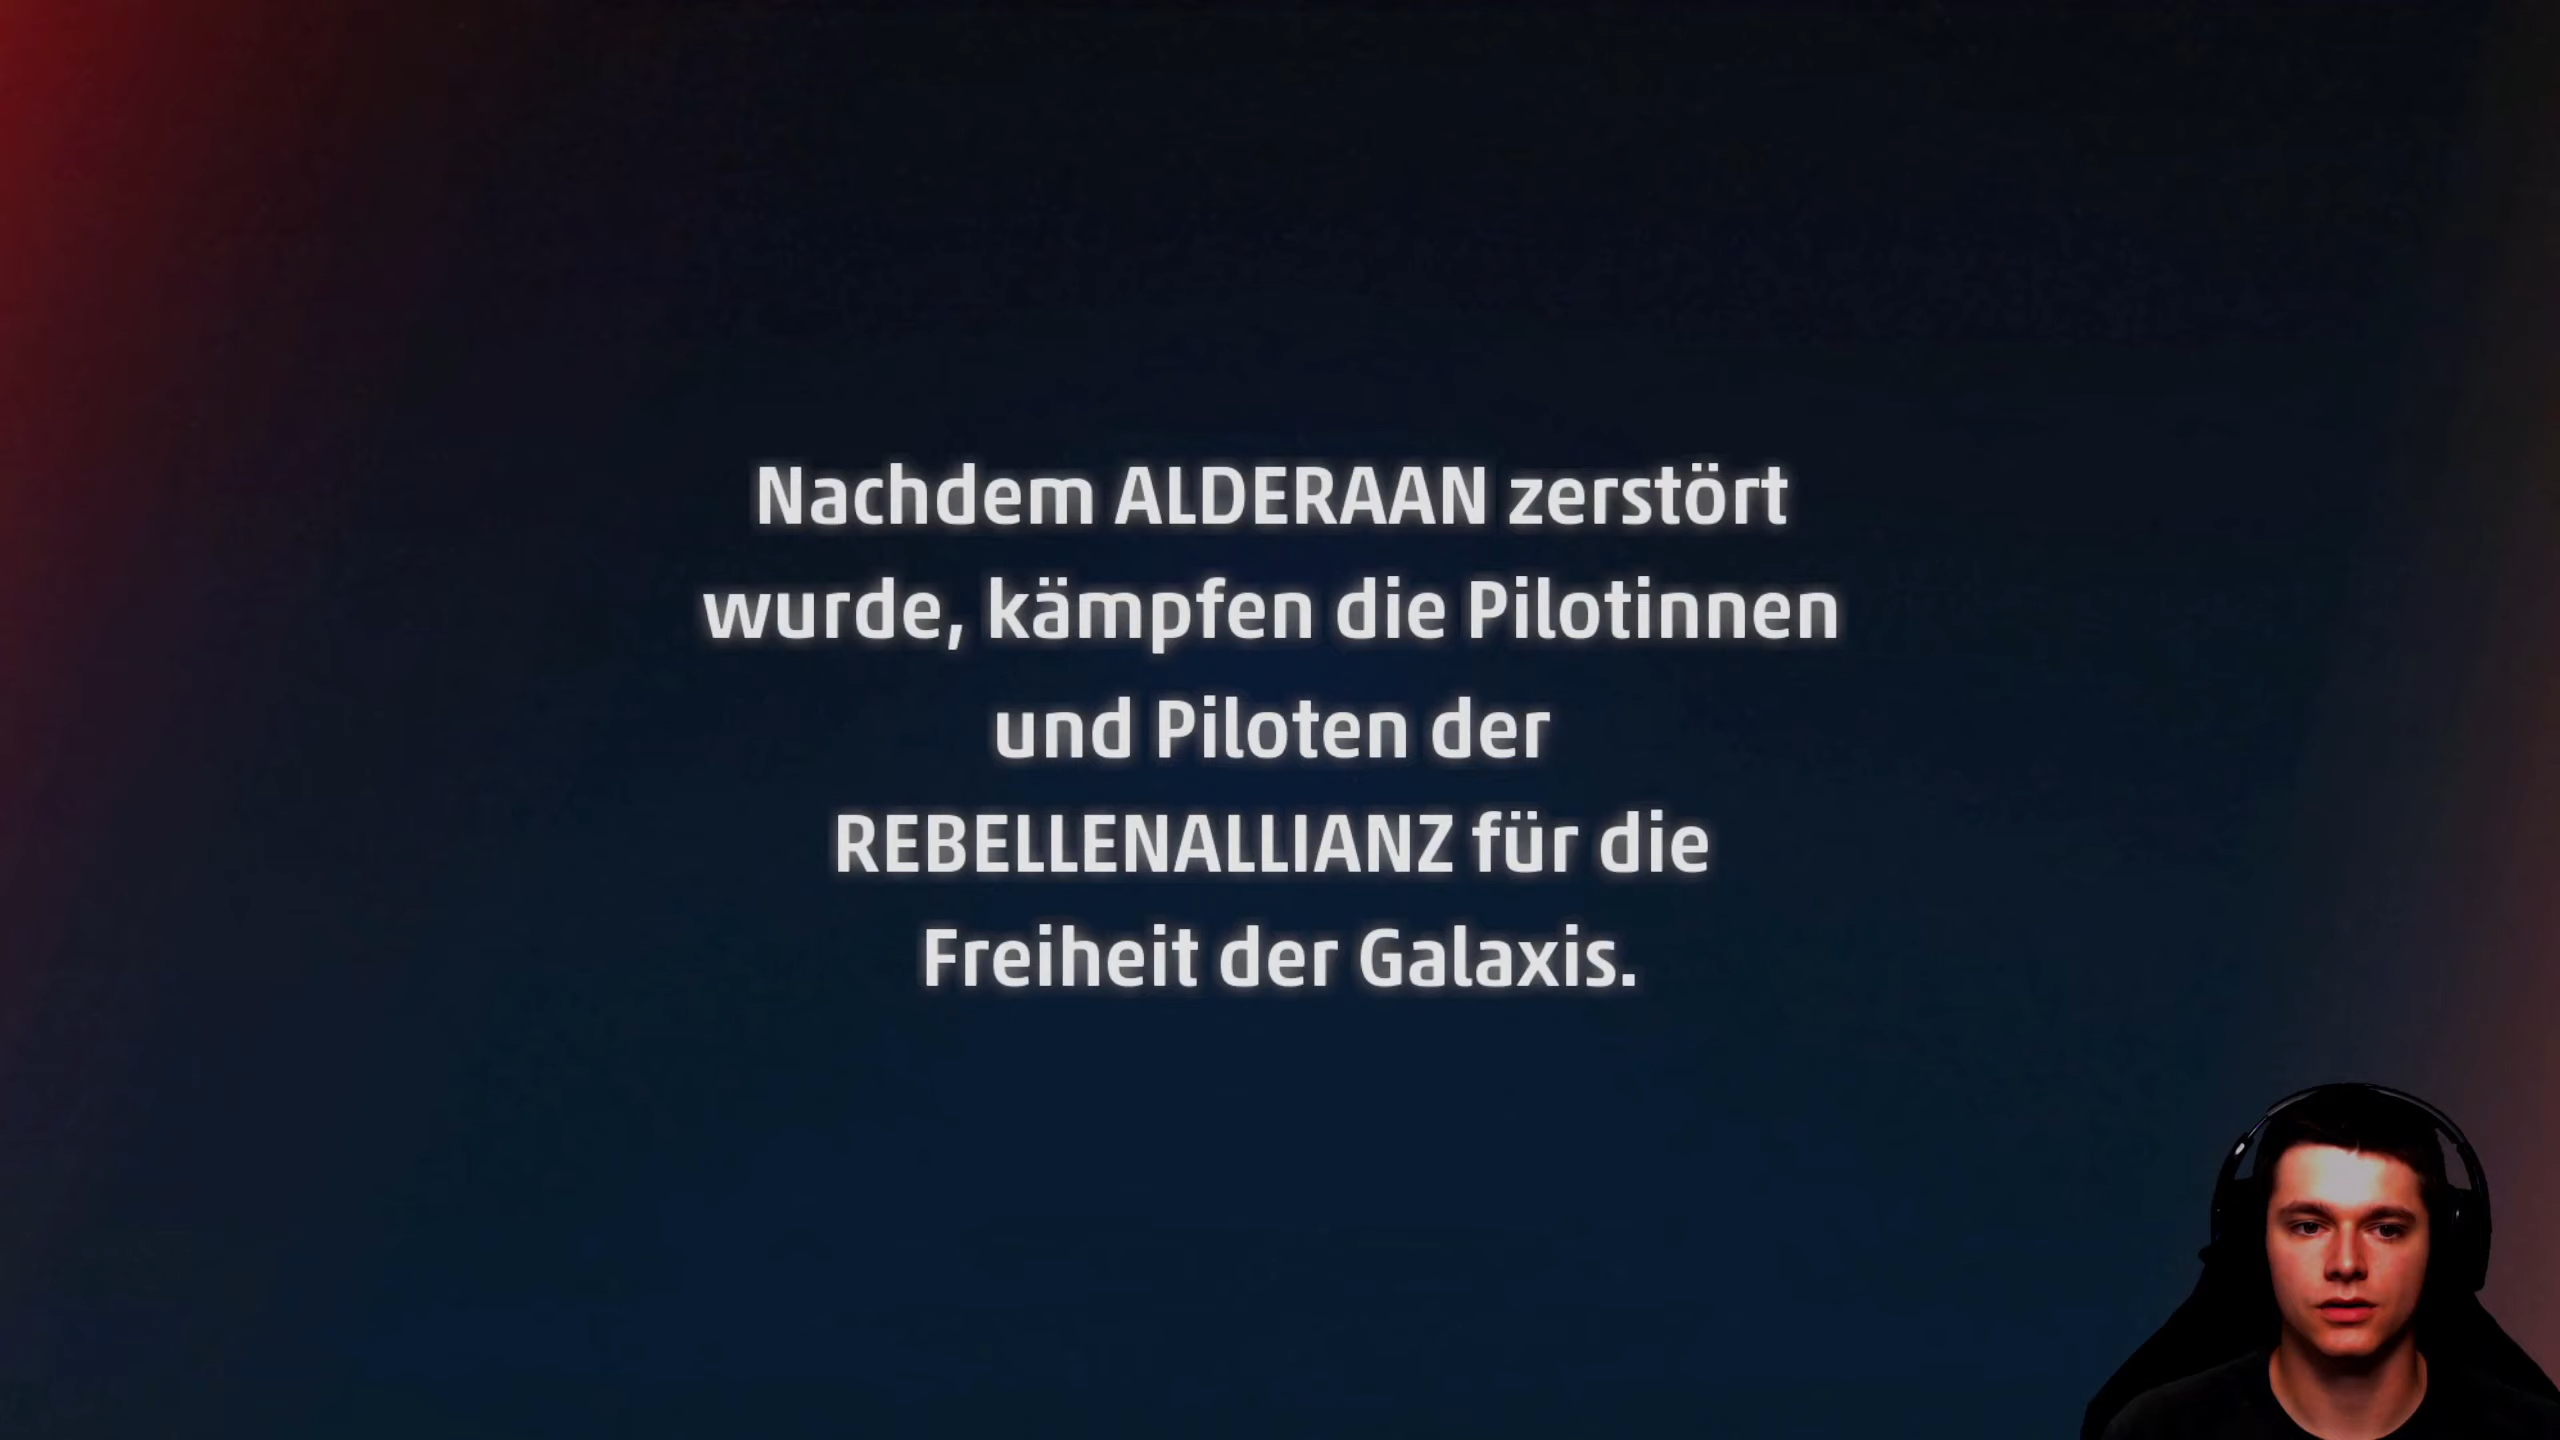 Nachdem ALDERAAN zerstört
wurde, kämpfen die Pilotinnen
und Piloten der
REBELLENALLIANZ für die
Freiheit der Galaxis.